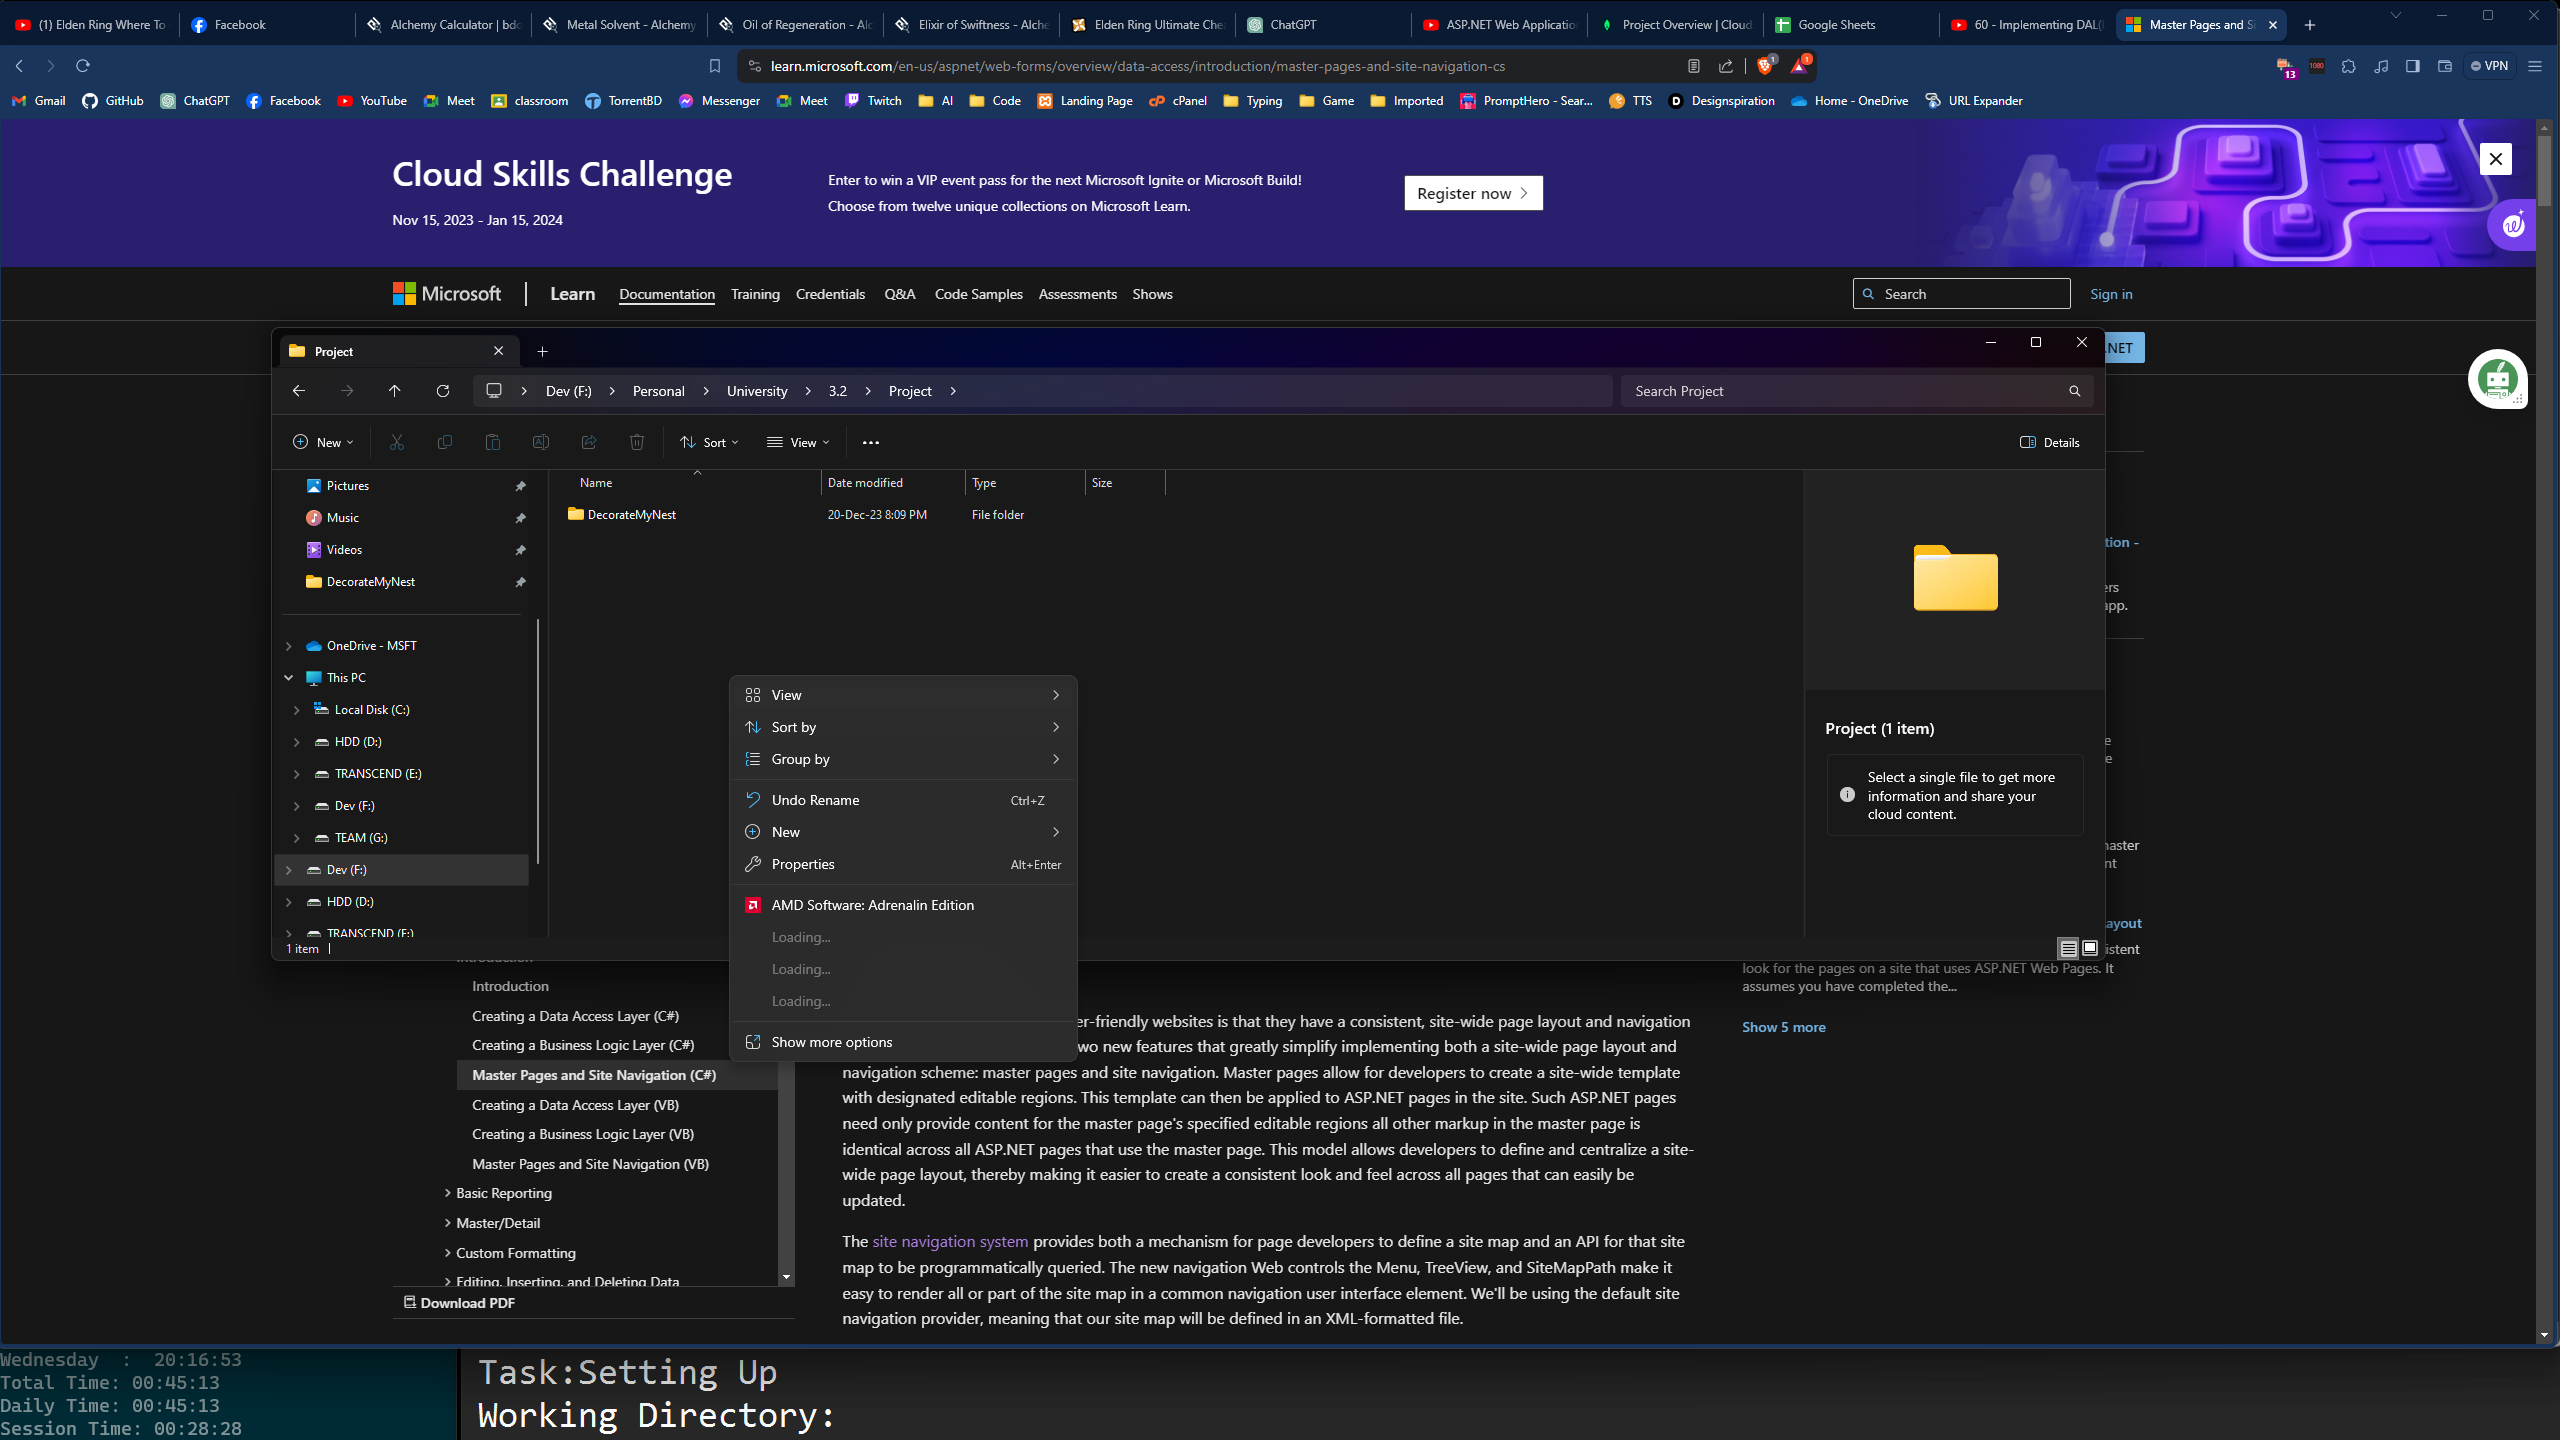 (1) Elden Ring Where To
Facebook
Alchemy Calculator | bdo
Metal Solvent - Alchemy
Oil of Regeneration - Alc
Elixir of Swiftness - Alche
Elden Ring Ultimate Che
ChatGPT
ASP.NET Web Application
Project Overview | Cloud
Google Sheets
60 - Implementing DAL(
Master Pages and Si
learn.microsoft.com/en-us/aspnet/web-forms/overview/data-access/introduction/master-pages-and-site-navigation-cs
1
1
13
1080
VPN
Gmail
GitHub
ChatGPT
Facebook
YouTube
Meet
classroom
TorrentBD
Messenger
Meet
Twitch
AI
Code
Landing Page
cPanel
Typing
Game
Imported
PromptHero - Sear...
TTS
Designspiration
Home - OneDrive
URL Expander
Cloud Skills Challenge
Nov 15, 2023 - Jan 15, 2024
Enter to win a VIP event pass for the next Microsoft Ignite or Microsoft Build!
Choose from twelve unique collections on Microsoft Learn.
Register now
Microsoft
Learn
Documentation
Training
Credentials
Q&A
Code Samples
Assessments
Shows
Search
Sign in
.NET
Project
Dev (F:) > Personal > University > 3.2 > Project >
Search Project
New
Sort
View
Details
Name
Date modified
Type
Size
DecorateMyNest
20-Dec-23 8:09 PM
File folder
Pictures
Music
Videos
DecorateMyNest
OneDrive - MSFT
This PC
Local Disk (C:)
HDD (D:)
TRANSCEND (E:)
Dev (F:)
TEAM (G:)
Dev (F:)
HDD (D:)
TRANSCEND (E:)
1 item
View
Sort by
Group by
Undo Rename Ctrl+Z
New
Properties Alt+Enter
AMD Software: Adrenalin Edition
Loading...
Loading...
Loading...
Show more options
Project (1 item)
Select a single file to get more
information and share your
cloud content.
tion -
ers
app.
e
e
naster
nt
ayout
istent
look for the pages on a site that uses ASP.NET Web Pages. It
assumes you have completed the...
Show 5 more
Introduction
Introduction
Creating a Data Access Layer (C#)
Creating a Business Logic Layer (C#)
Master Pages and Site Navigation (C#)
Creating a Data Access Layer (VB)
Creating a Business Logic Layer (VB)
Master Pages and Site Navigation (VB)
Basic Reporting
Master/Detail
Custom Formatting
Editing, Inserting, and Deleting Data
Download PDF
er-friendly websites is that they have a consistent, site-wide page layout and navigation
wo new features that greatly simplify implementing both a site-wide page layout and
navigation scheme: master pages and site navigation. Master pages allow for developers to create a site-wide template
with designated editable regions. This template can then be applied to ASP.NET pages in the site. Such ASP.NET pages
need only provide content for the master page's specified editable regions all other markup in the master page is
identical across all ASP.NET pages that use the master page. This model allows developers to define and centralize a site-
wide page layout, thereby making it easier to create a consistent look and feel across all pages that can easily be
updated.
The site navigation system provides both a mechanism for page developers to define a site map and an API for that site
map to be programmatically queried. The new navigation Web controls the Menu, TreeView, and SiteMapPath make it
easy to render all or part of the site map in a common navigation user interface element. We'll be using the default site
navigation provider, meaning that our site map will be defined in an XML-formatted file.
Wednesday : 20:16:53
Total Time: 00:45:13
Daily Time: 00:45:13
Session Time: 00:28:28
Task:Setting Up
Working Directory: